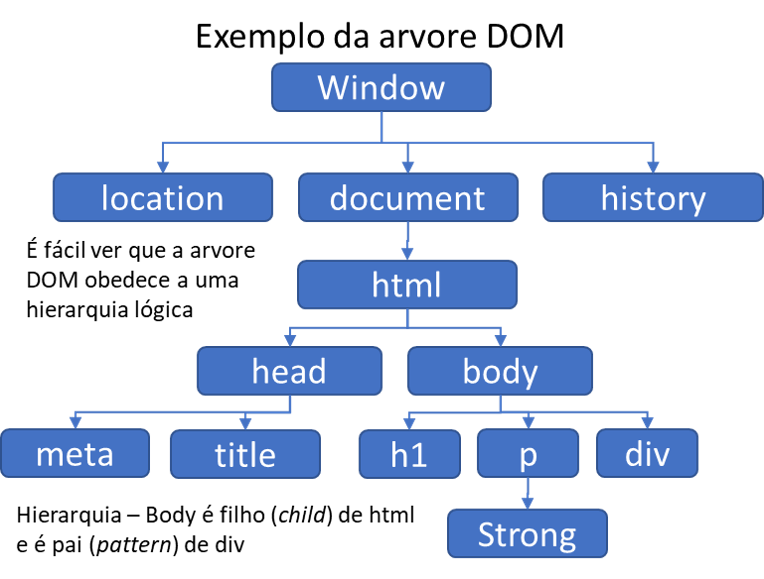 Exemplo da arvore DOM
Window
location
document
history
É fácil ver que a arvore
DOM obedece a uma
hierarquia lógica
html
head
body
meta
title
h1
p
div
Hierarquia – Body é filho (child) de html
e é pai (pattern) de div
Strong